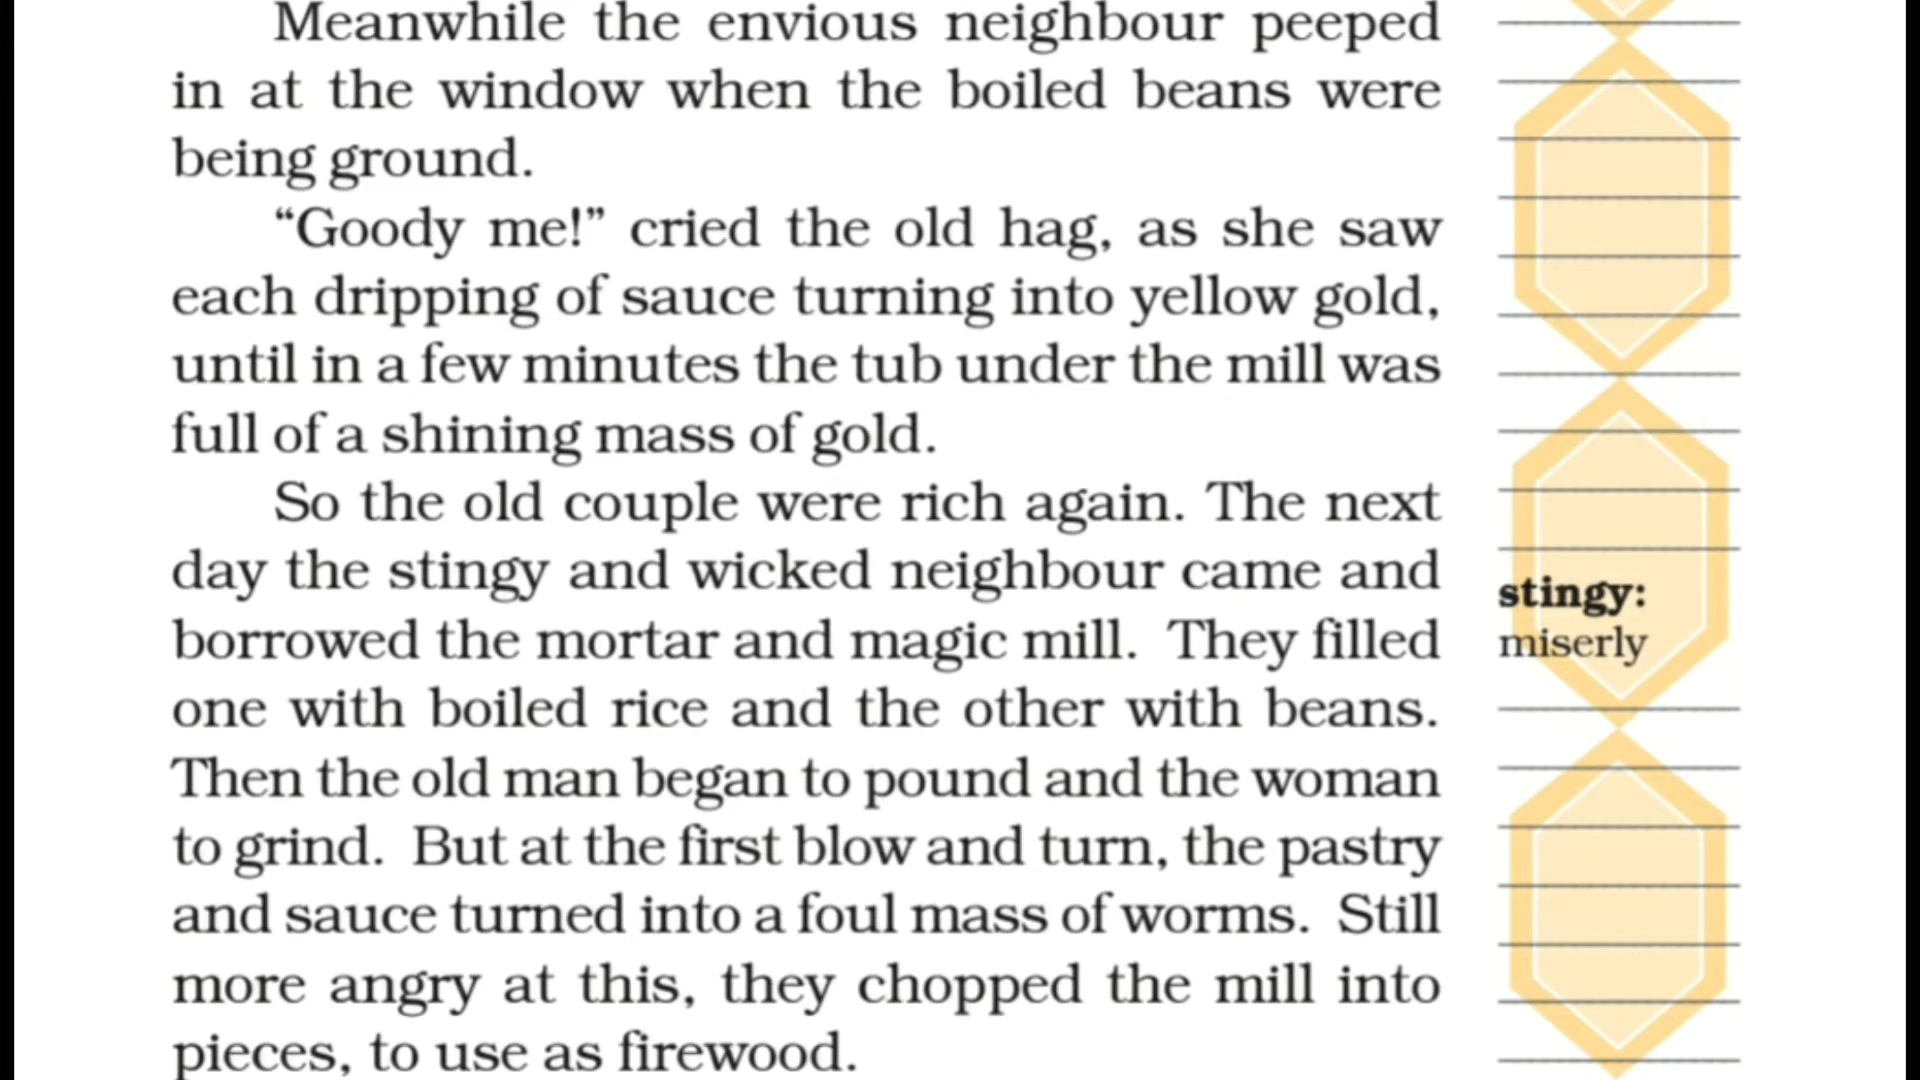 Meanwhile the envious neighbour peeped
in at the window when the boiled beans were
being ground.
“Goody me!” cried the old hag, as she saw
each dripping of sauce turning into yellow gold,
until in a few minutes the tub under the mill was
full of a shining mass of gold.
So the old couple were rich again. The next
day the stingy and wicked neighbour came and
borrowed the mortar and magic mill. They filled
one with boiled rice and the other with beans.
Then the old man began to pound and the woman
to grind. But at the first blow and turn, the pastry
and sauce turned into a foul mass of worms. Still
more angry at this, they chopped the mill into
pieces, to use as firewood.
stingy:
miserly